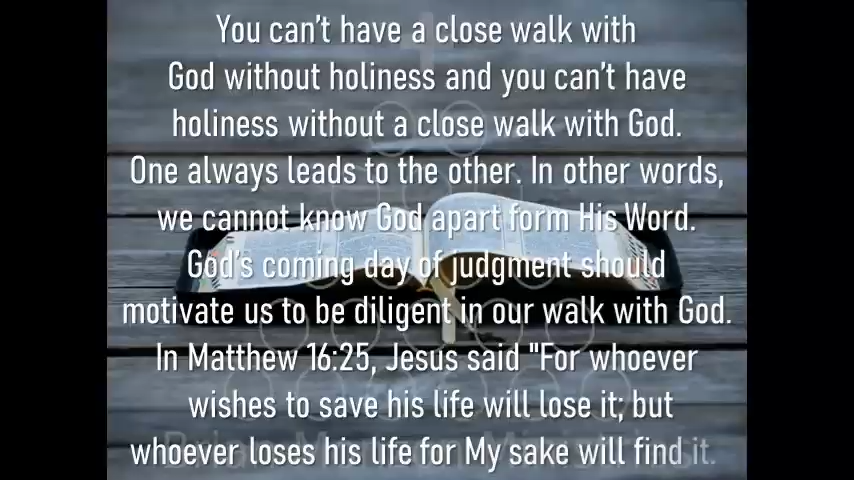 You can't have a close walk with
God without holiness and you can't have
holiness without a close walk with God.
One always leads to the other. In other words,
we cannot know God apart form His Word.
God's coming day of judgment should
motivate us to be diligent in our walk with God.
In Matthew 16:25, Jesus said "For whoever
wishes to save his life will lose it; but
whoever loses his life for My sake will find it.